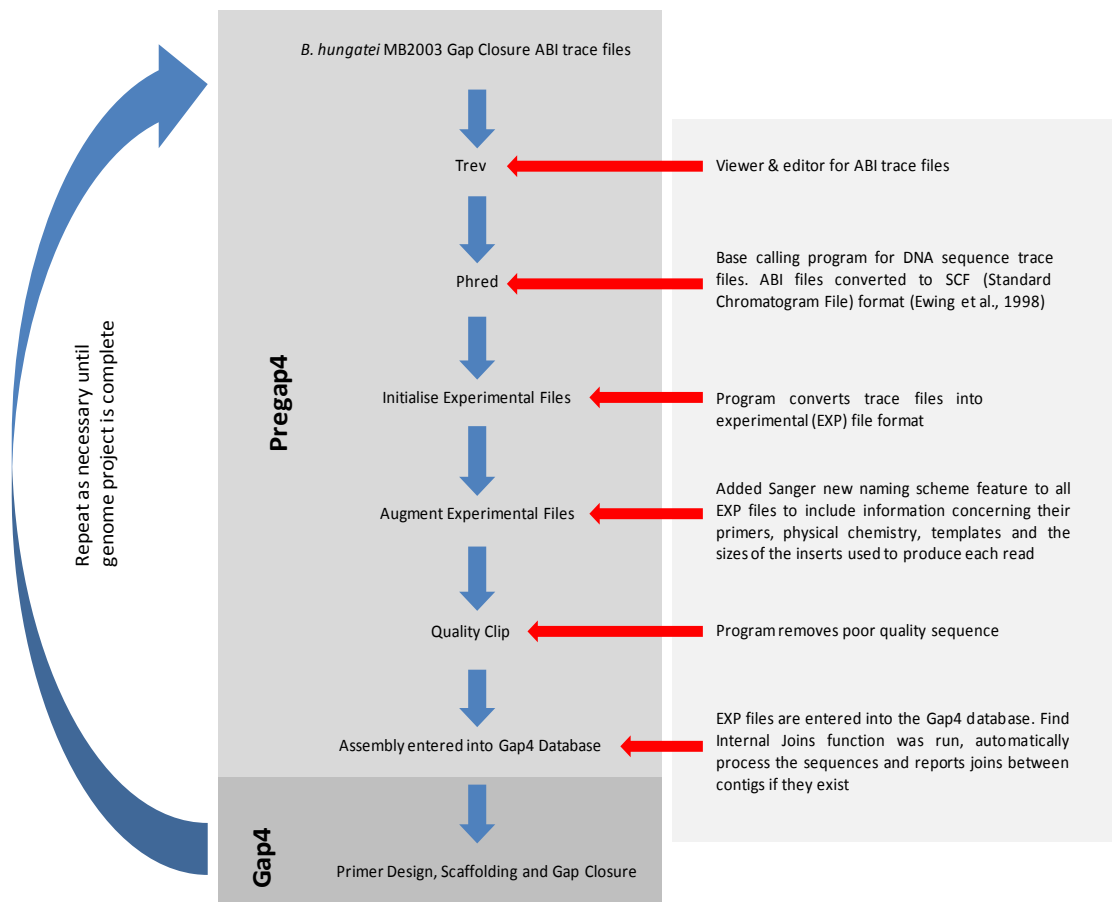 B. hungatei MB2003 Gap Closure ABI trace files
Trev
Viewer & editor for ABI trace files
Phred
Base calling program for DNA sequence trace
files. ABI files converted to SCF (Standard
Chromatogram File) format (Ewing et al., 1998)
Initialise Experimental Files
Program converts trace files into
experimental (EXP) file format
Augment Experimental Files
Added Sanger new naming scheme feature to all
EXP files to include information concerning their
primers, physical chemistry, templates and the
sizes of the inserts used to produce each read
Quality Clip
Program removes poor quality sequence
Assembly entered into Gap4 Database
EXP files are entered into the Gap4 database. Find
Internal Joins function was run, automatically
process the sequences and reports joins between
contigs if they exist
Primer Design, Scaffolding and Gap Closure
Pregap4
Gap4
Repeat as necessary until
genome project is complete